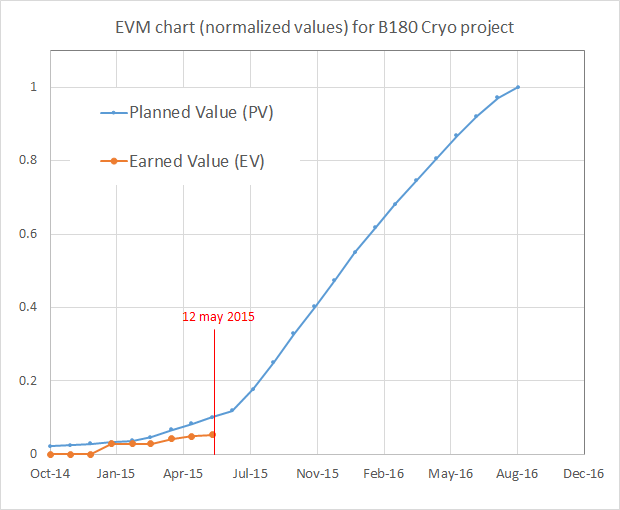 EVM chart (normalized values) for B180 Cryo project
1
Planned Value (PV)
0.8
Earned Value (EV)
0.6
0.4
12 may 2015
0.2
0
Oct-14 Jan-15 Apr-15 Jul-15 Nov-15 Feb-16 May-16 Aug-16 Dec-16